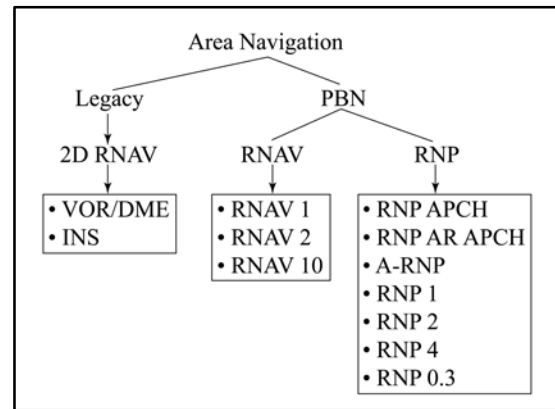 Area Navigation
Legacy
PBN
2D RNAV
RNAV
RNP
• VOR/DME
• INS
• RNAV 1
• RNAV 2
• RNAV 10
• RNP APCH
• RNP AR APCH
• A-RNP
• RNP 1
• RNP 2
• RNP 4
• RNP 0.3